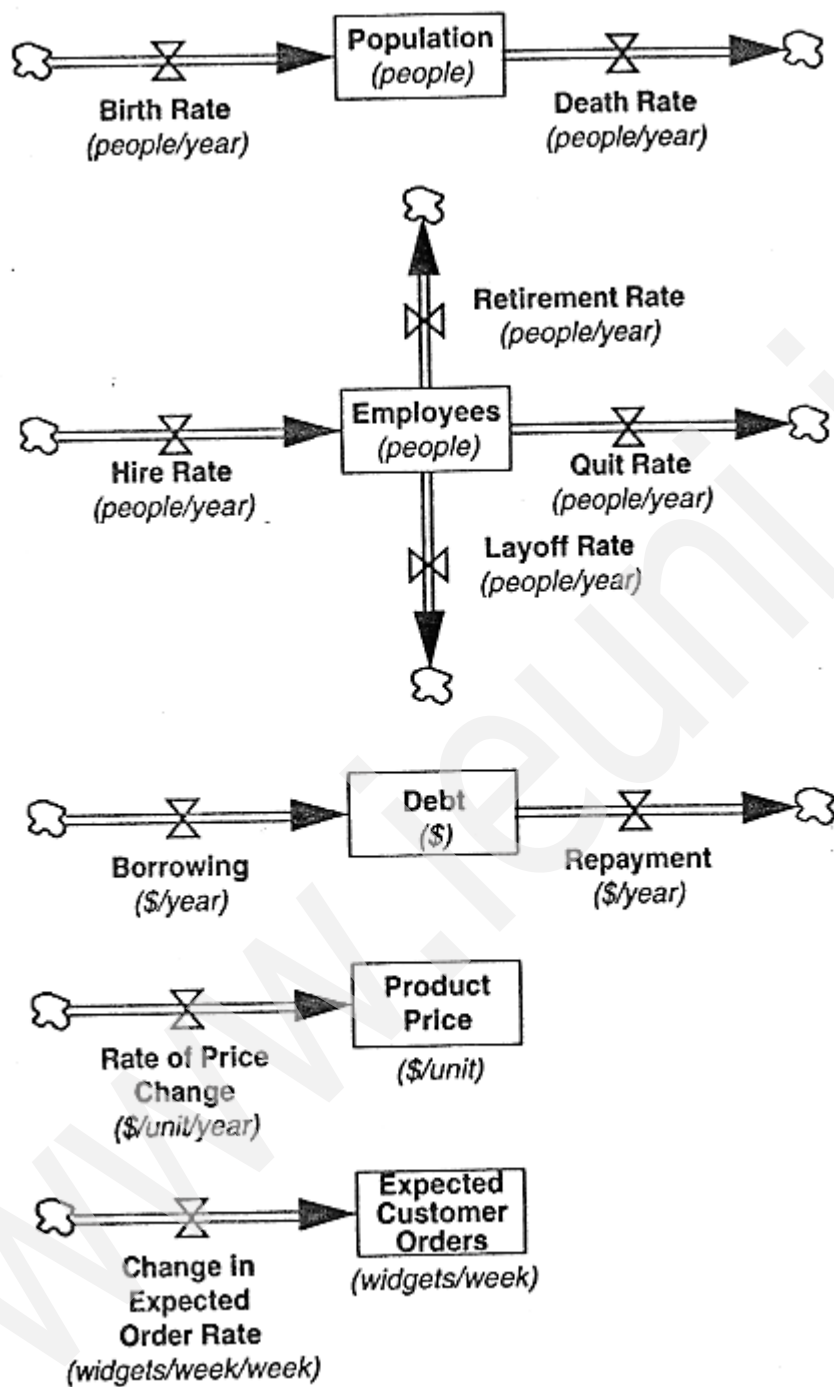 Population
(people)
Birth Rate
(people/year)
Death Rate
(people/year)
Retirement Rate
(people/year)
Employees
(people)
Hire Rate
(people/year)
Quit Rate
(people/year)
Layoff Rate
(people/year)
Debt
($)
Borrowing
($/year)
Repayment
($/year)
Product
Price
($/unit)
Rate of Price
Change
($/unit/year)
Expected
Customer
Orders
(widgets/week)
Change in
Expected
Order Rate
(widgets/week/week)
www.ieuni